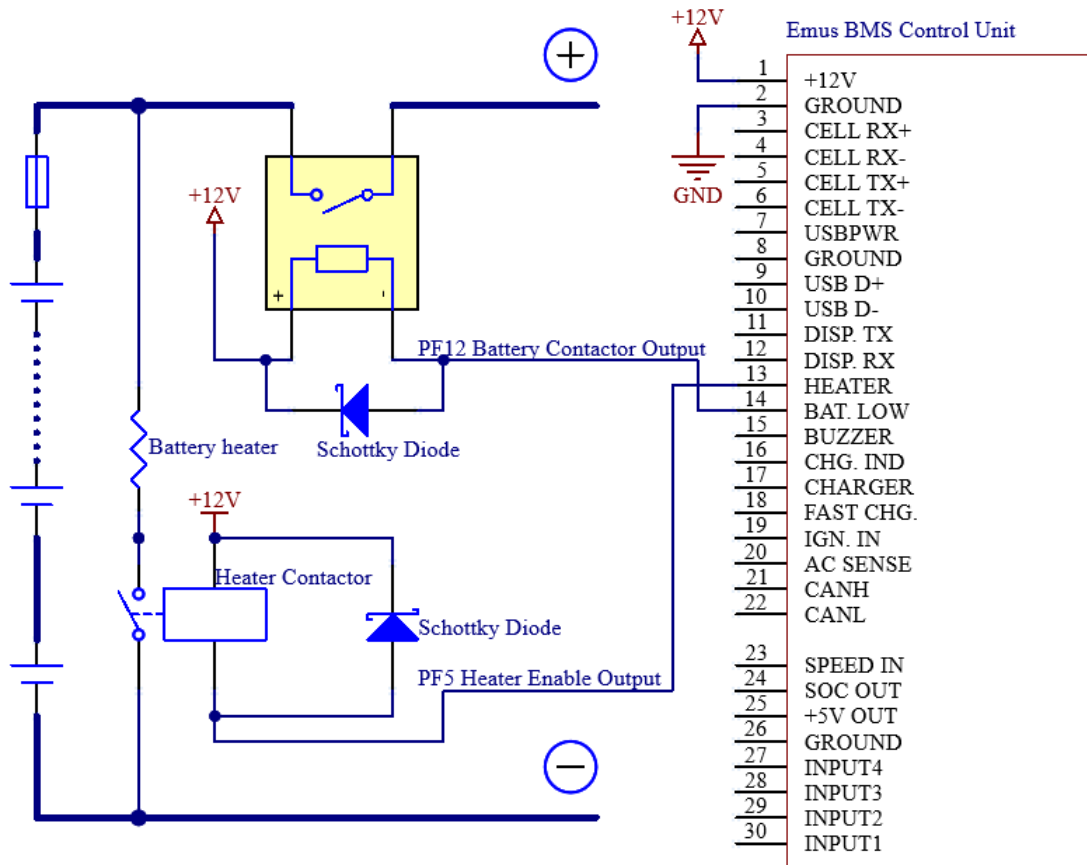 +12V
Emus BMS Control Unit
1 +12V
2 GROUND
3 CELL RX+
4 CELL RX-
5 CELL TX+
6 CELL TX-
7 USBPWR
8 GROUND
9 USB D+
10 USB D-
11 DISP. TX
12 DISP. RX
13 HEATER
14 BAT. LOW
15 BUZZER
16 CHG. IND
17 CHARGER
18 FAST CHG.
19 IGN. IN
20 AC SENSE
21 CANH
22 CANL
23 SPEED IN
24 SOC OUT
25 +5V OUT
26 GROUND
27 INPUT4
28 INPUT3
29 INPUT2
30 INPUT1
GND
+12V
+ -
PF12 Battery Contactor Output
Schottky Diode
Battery heater
+12V
Heater Contactor
Schottky Diode
PF5 Heater Enable Output